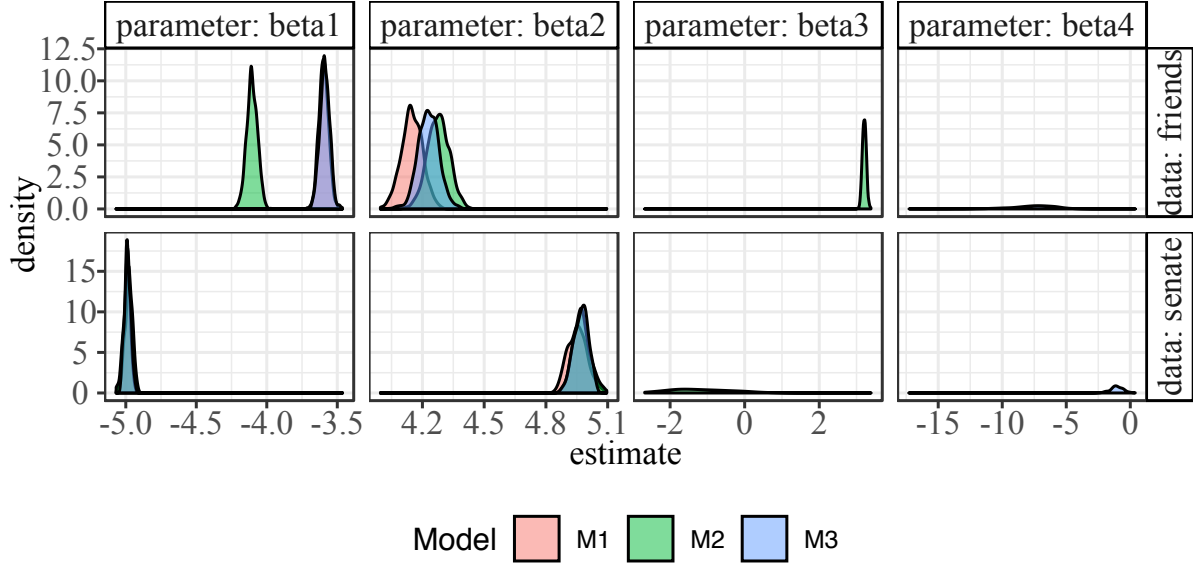 parameter: beta1 parameter: beta2 parameter: beta3 parameter: beta4
12.5
10.0
7.5
5.0
2.5
0.0
data: friends
density
15
10
5
0
data: senate
-5.0 -4.5 -4.0 -3.5 4.2 4.5 4.8 5.1 -2 0 2 -15 -10 -5 0
estimate
Model M1 M2 M3